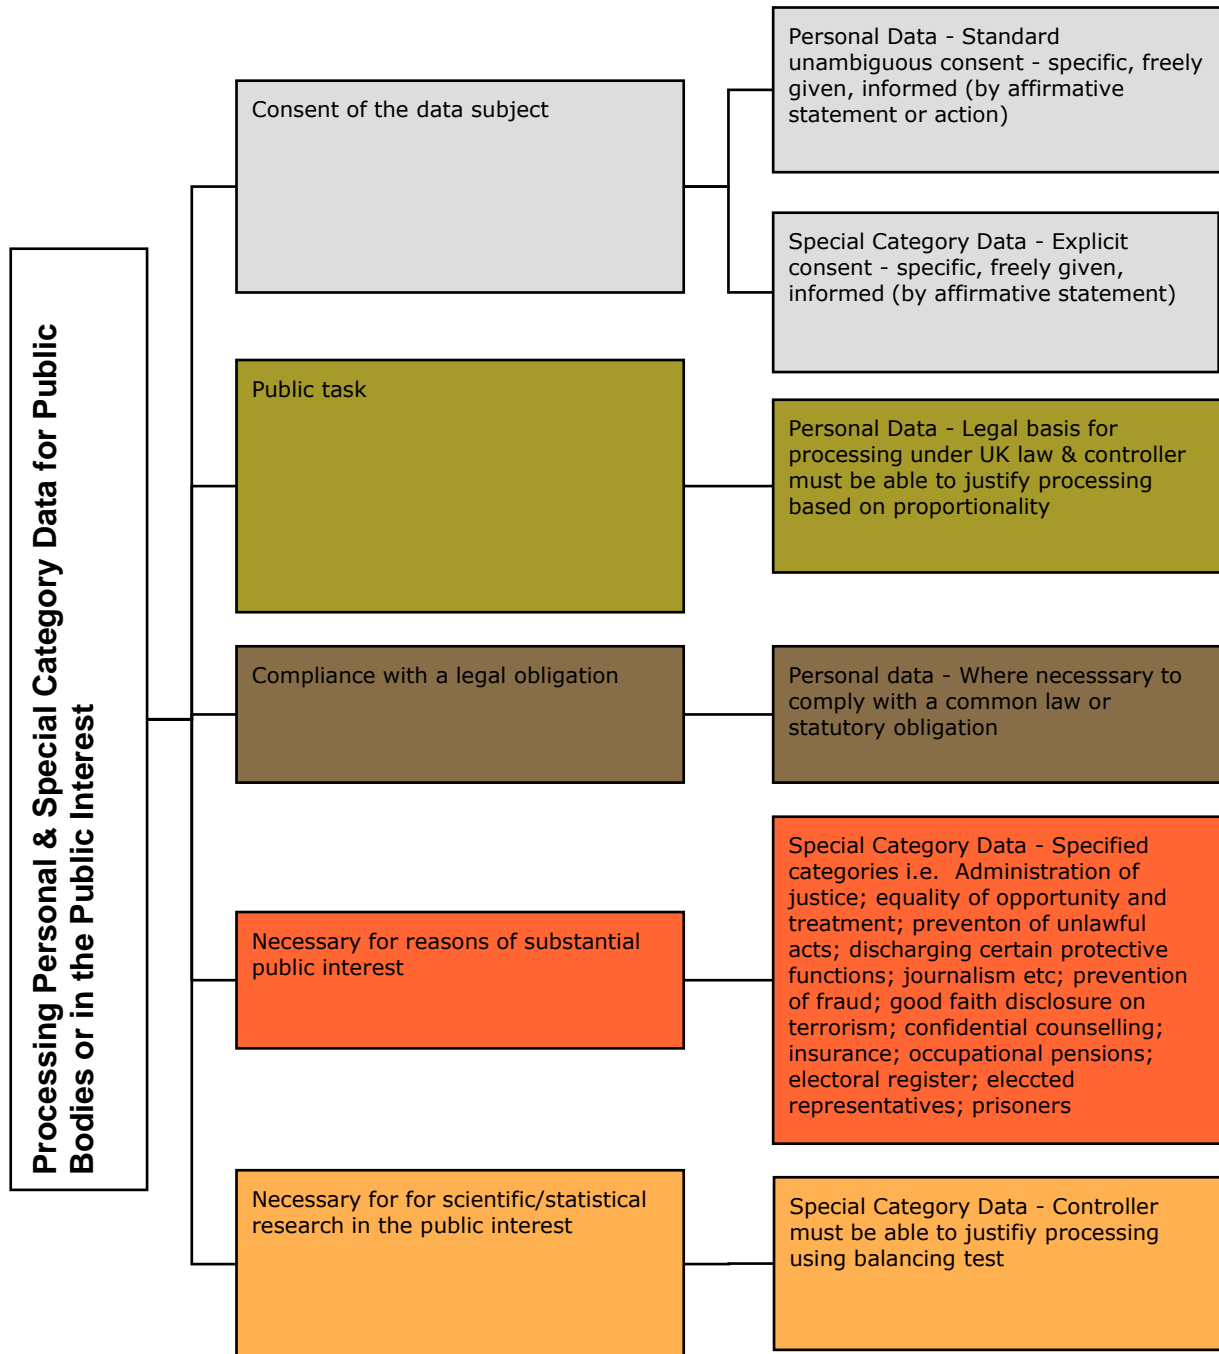 Processing Personal & Special Category Data for Public
Bodies or in the Public Interest
Consent of the data subject
Personal Data - Standard
unambiguous consent - specific, freely
given, informed (by affirmative
statement or action)
Special Category Data - Explicit
consent - specific, freely given,
informed (by affirmative statement)
Public task
Personal Data - Legal basis for
processing under UK law & controller
must be able to justify processing
based on proportionality
Compliance with a legal obligation
Personal data - Where necesssary to
comply with a common law or
statutory obligation
Necessary for reasons of substantial
public interest
Special Category Data - Specified
categories i.e.  Administration of
justice; equality of opportunity and
treatment; preventon of unlawful
acts; discharging certain protective
functions; journalism etc; prevention
of fraud; good faith disclosure on
terrorism; confidential counselling;
insurance; occupational pensions;
electoral register; eleccted
representatives; prisoners
Necessary for for scientific/statistical
research in the public interest
Special Category Data - Controller
must be able to justifiy processing
using balancing test